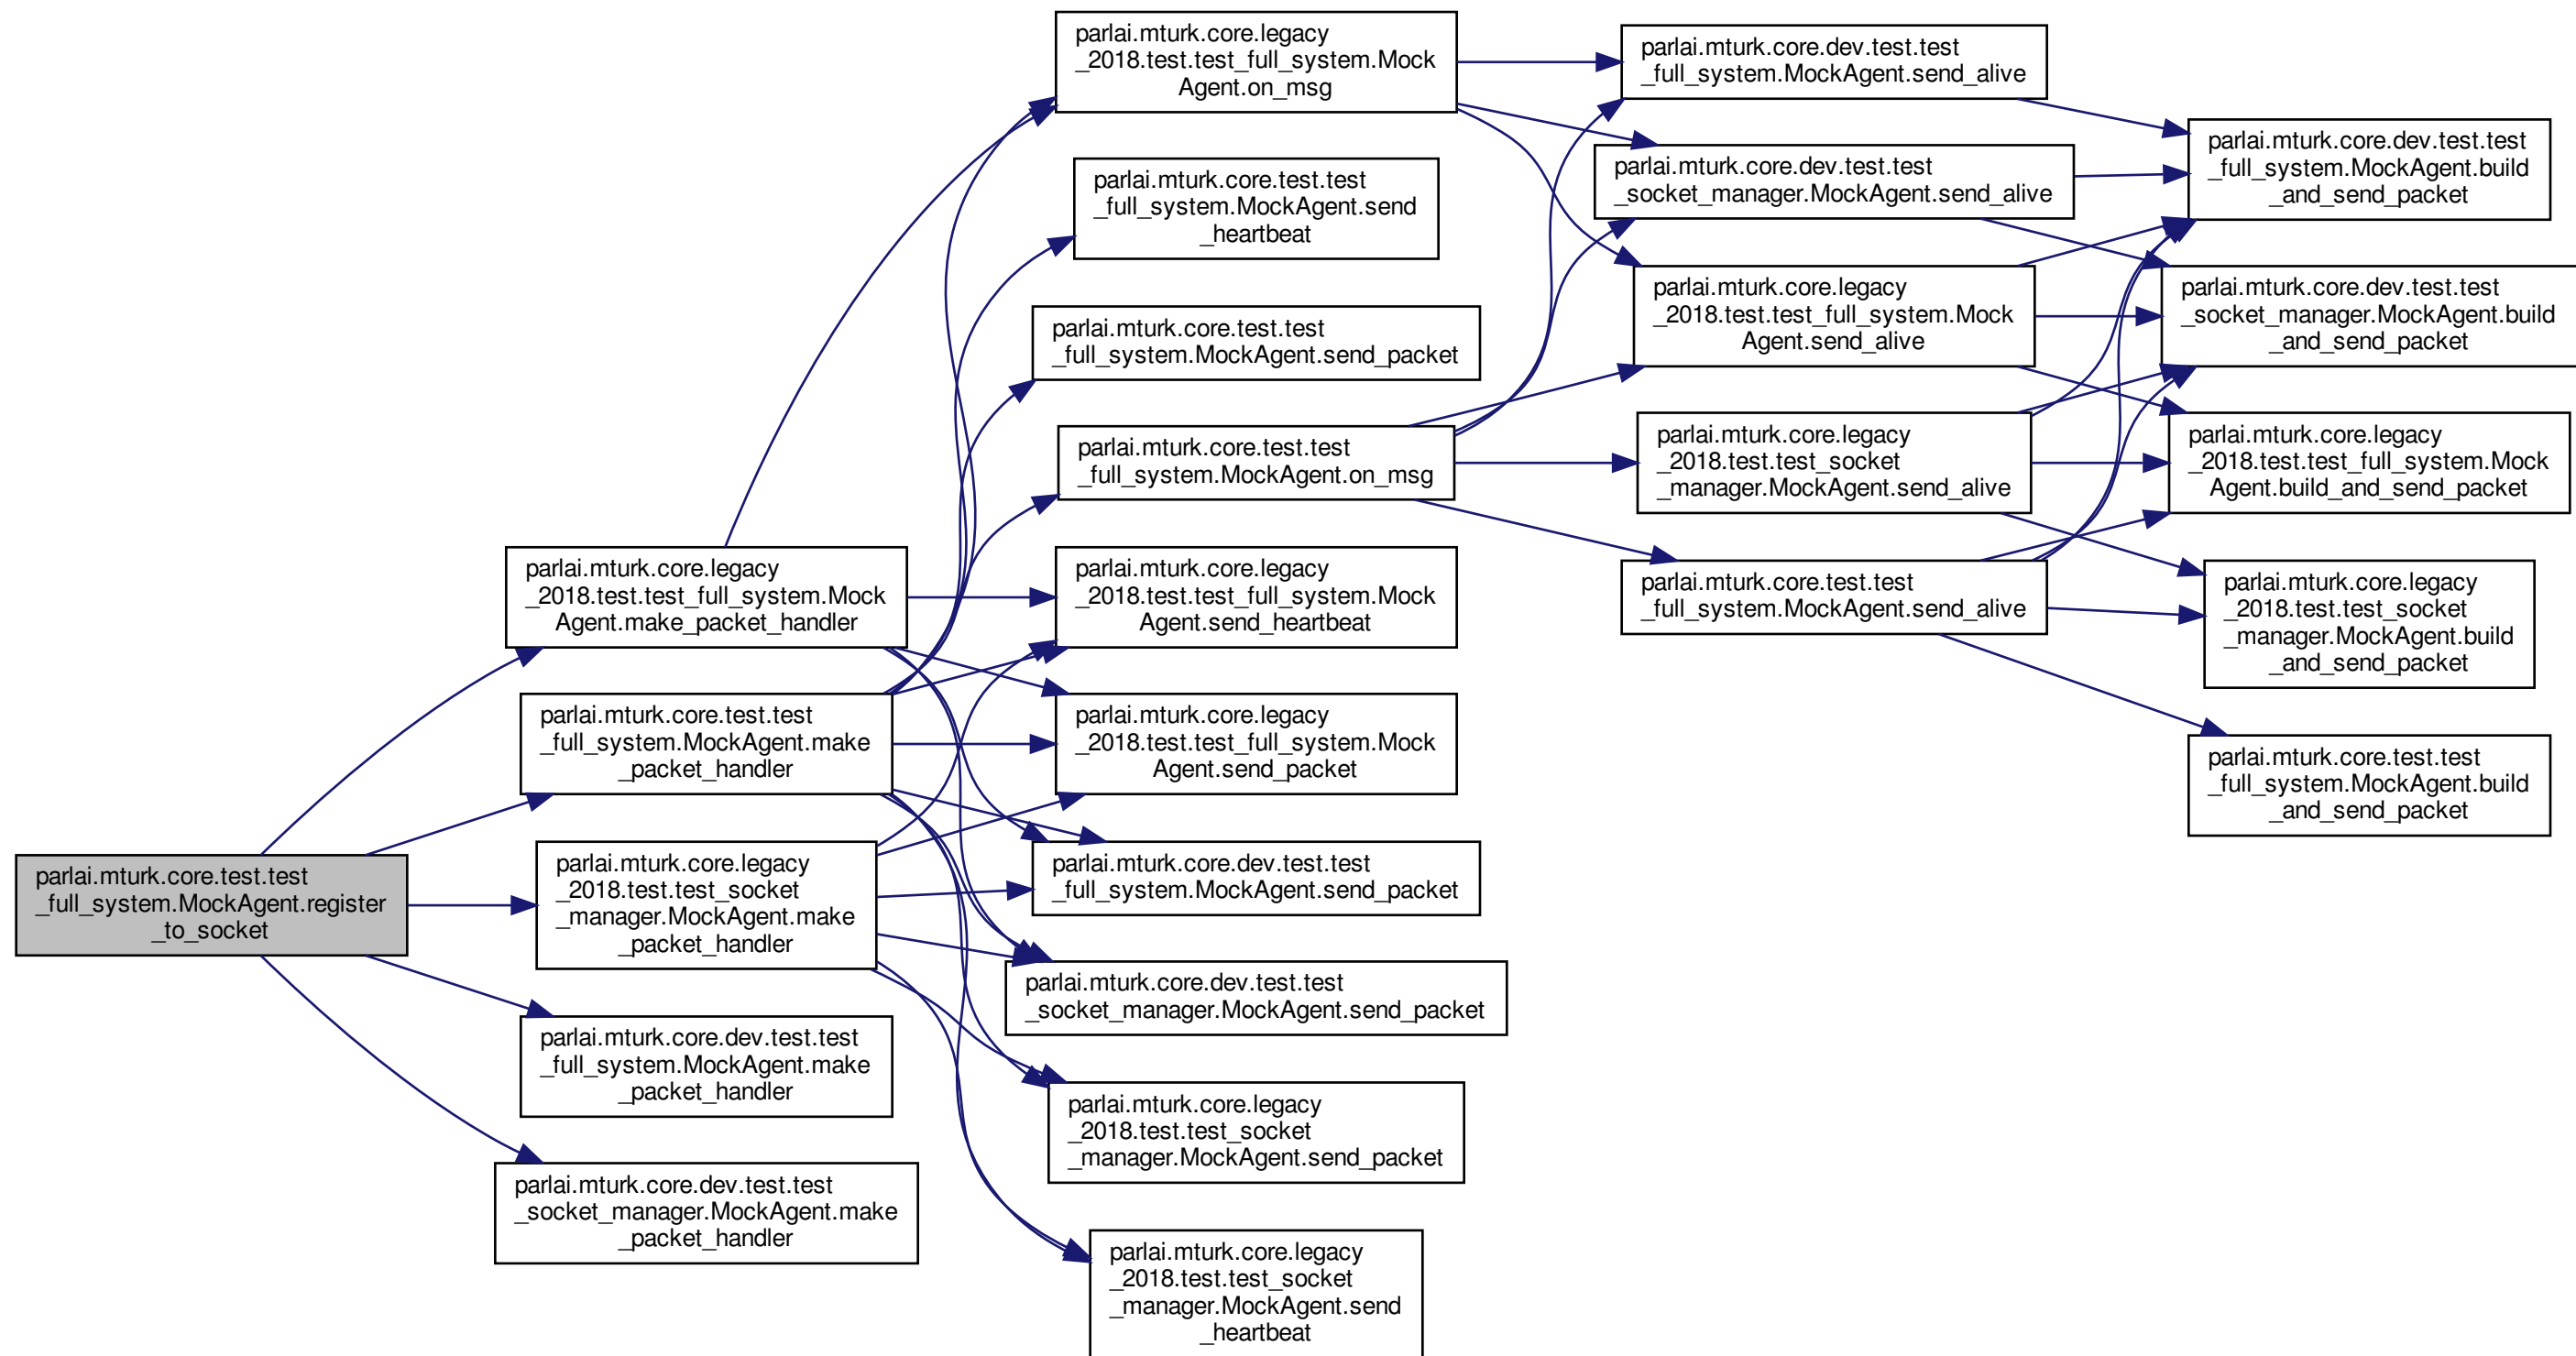 parlai.mturk.core.test.test
_full_system.MockAgent.register
_to_socket
parlai.mturk.core.legacy
_2018.test.test_full_system.Mock
Agent.make_packet_handler
parlai.mturk.core.test.test
_full_system.MockAgent.make
_packet_handler
parlai.mturk.core.legacy
_2018.test.test_socket
_manager.MockAgent.make
_packet_handler
parlai.mturk.core.dev.test.test
_full_system.MockAgent.make
_packet_handler
parlai.mturk.core.dev.test.test
_socket_manager.MockAgent.make
_packet_handler
parlai.mturk.core.legacy
_2018.test.test_full_system.Mock
Agent.on_msg
parlai.mturk.core.test.test
_full_system.MockAgent.send
_heartbeat
parlai.mturk.core.test.test
_full_system.MockAgent.send_packet
parlai.mturk.core.test.test
_full_system.MockAgent.on_msg
parlai.mturk.core.legacy
_2018.test.test_full_system.Mock
Agent.send_heartbeat
parlai.mturk.core.legacy
_2018.test.test_full_system.Mock
Agent.send_packet
parlai.mturk.core.dev.test.test
_full_system.MockAgent.send_packet
parlai.mturk.core.dev.test.test
_socket_manager.MockAgent.send_packet
parlai.mturk.core.legacy
_2018.test.test_socket
_manager.MockAgent.send_packet
parlai.mturk.core.legacy
_2018.test.test_socket
_manager.MockAgent.send
_heartbeat
parlai.mturk.core.dev.test.test
_full_system.MockAgent.send_alive
parlai.mturk.core.dev.test.test
_socket_manager.MockAgent.send_alive
parlai.mturk.core.legacy
_2018.test.test_full_system.Mock
Agent.send_alive
parlai.mturk.core.legacy
_2018.test.test_socket
_manager.MockAgent.send_alive
parlai.mturk.core.test.test
_full_system.MockAgent.send_alive
parlai.mturk.core.dev.test.test
_full_system.MockAgent.build
_and_send_packet
parlai.mturk.core.dev.test.test
_socket_manager.MockAgent.build
_and_send_packet
parlai.mturk.core.legacy
_2018.test.test_full_system.Mock
Agent.build_and_send_packet
parlai.mturk.core.legacy
_2018.test.test_socket
_manager.MockAgent.build
_and_send_packet
parlai.mturk.core.test.test
_full_system.MockAgent.build
_and_send_packet